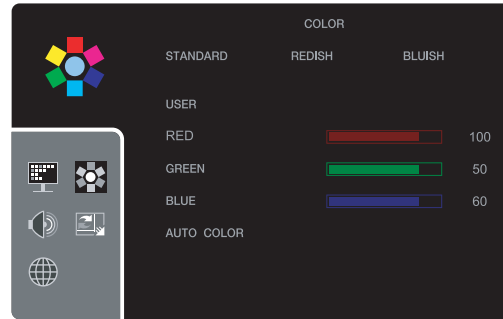 COLOR
STANDARD REDISH BLUISH
USER
RED 100
GREEN 50
BLUE 60
AUTO COLOR